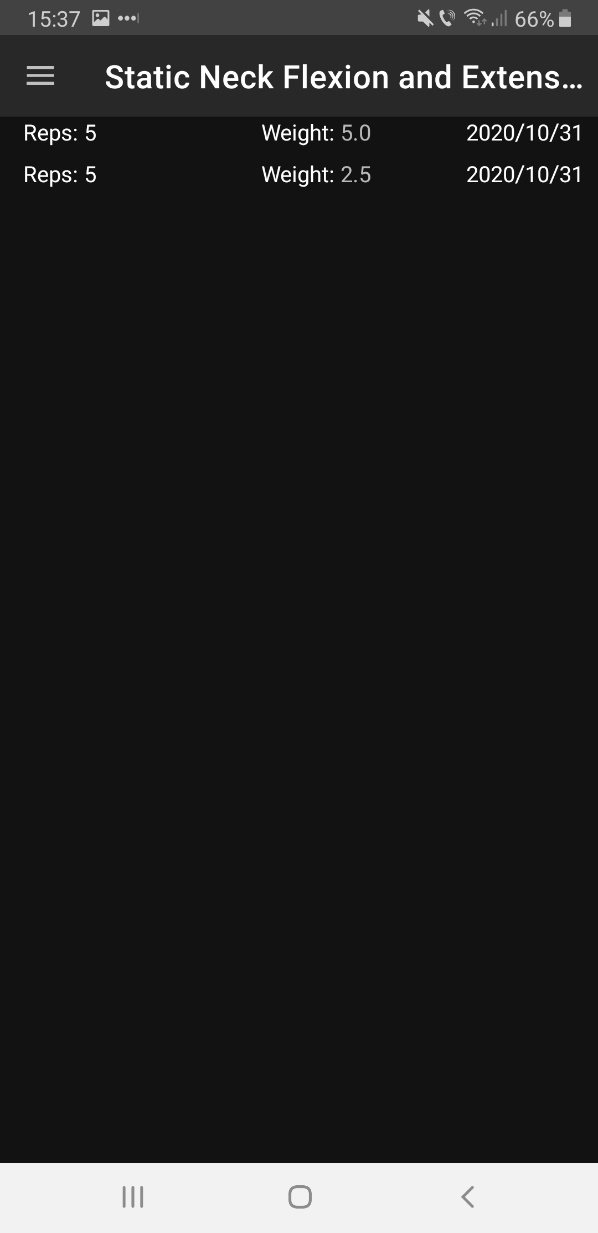 15:37 66%
Static Neck Flexion and Extens...
Reps: 5 Weight: 5.0 2020/10/31
Reps: 5 Weight: 2.5 2020/10/31